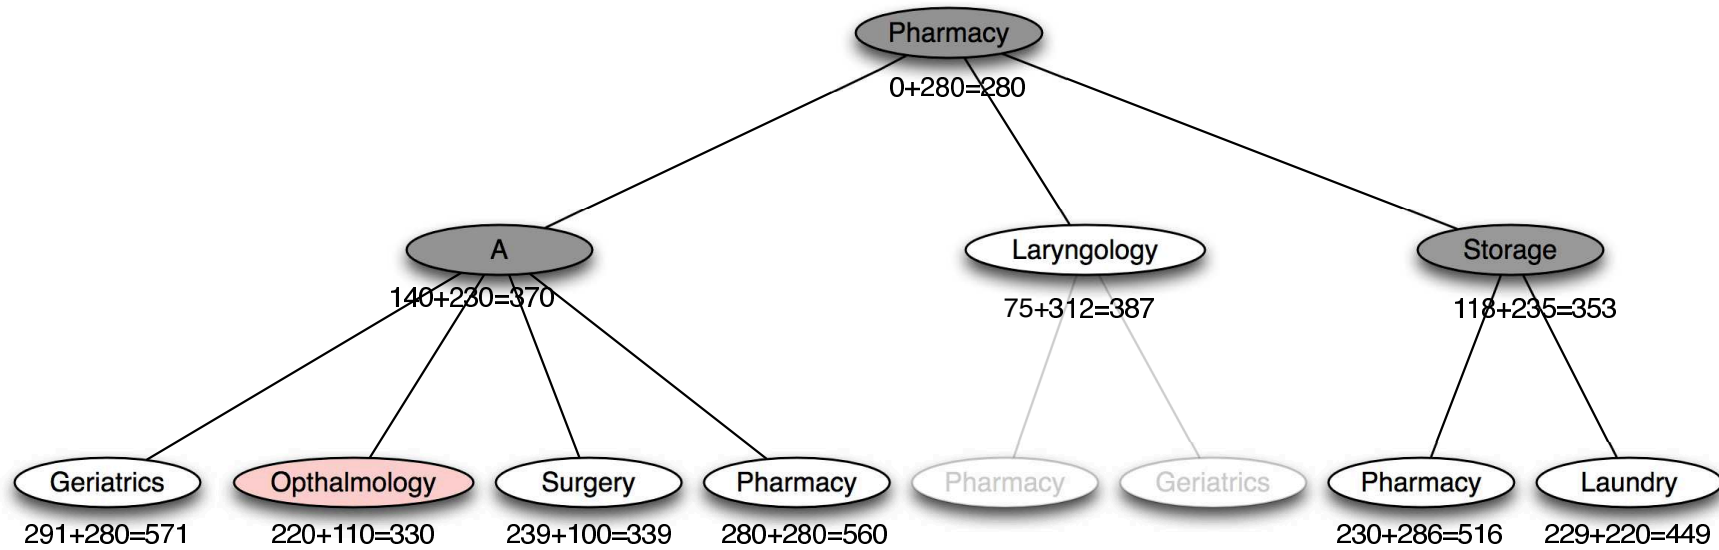 Pharmacy
0+280=280
A
Laryngology
Storage
140+230=370
75+312=387
118+235=353
Geriatrics
Opthalmology
Surgery
Pharmacy
Pharmacy
Geriatrics
Pharmacy
Laundry
291+280=571
220+110=330
239+100=339
280+280=560
230+286=516
229+220=449